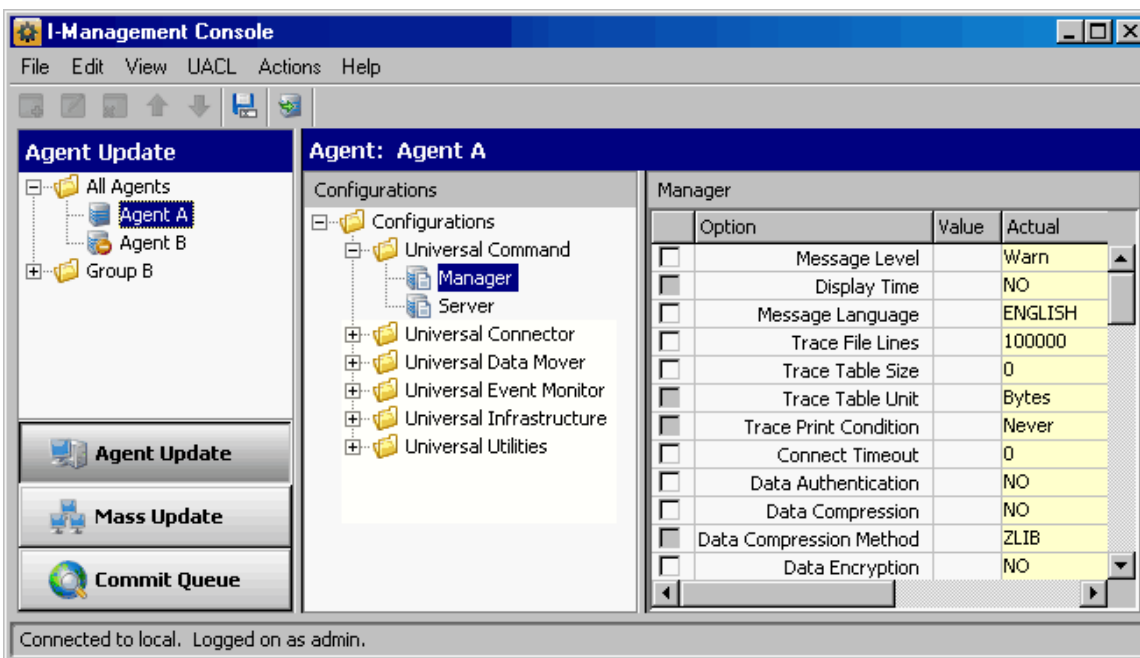 I-Management Console
File Edit View UACL Actions Help
Agent Update
All Agents
Agent A
Agent B
Group B
Agent Update
Mass Update
Commit Queue
Agent: Agent A
Configurations
Configurations
Universal Command
Manager
Server
Universal Connector
Universal Data Mover
Universal Event Monitor
Universal Infrastructure
Universal Utilities
Manager
Option Value Actual
Message Level Warn
Display Time NO
Message Language ENGLISH
Trace File Lines 100000
Trace Table Size 0
Trace Table Unit Bytes
Trace Print Condition Never
Connect Timeout 0
Data Authentication NO
Data Compression NO
Data Compression Method ZLIB
Data Encryption NO
Connected to local. Logged on as admin.